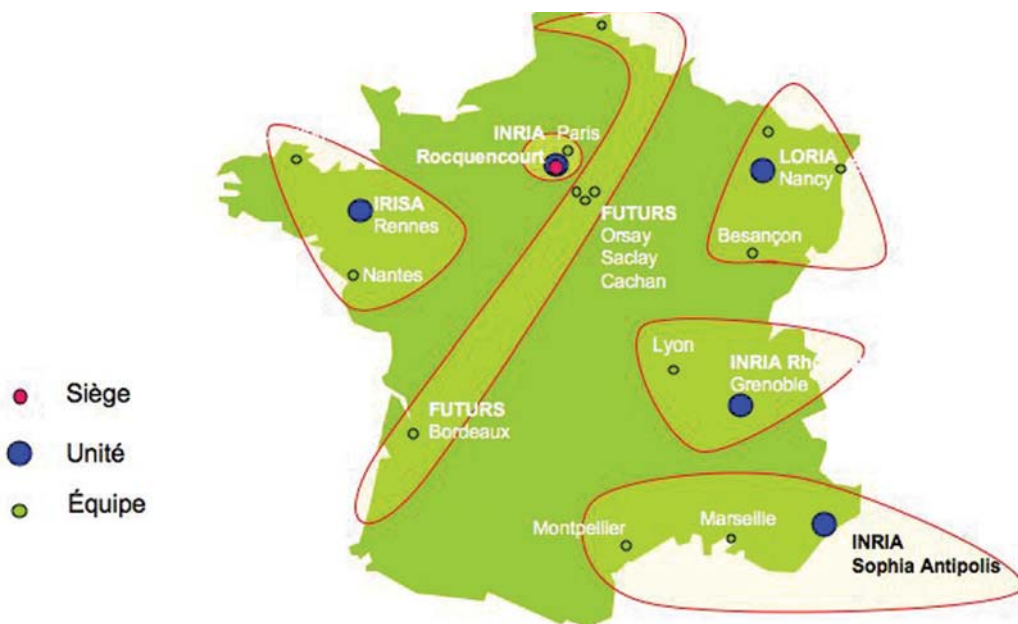 INRIA Paris
Rocquencourt
LORIA
Nancy
IRISA
Rennes
FUTURS
Orsay
Saclay
Cachan
Besançon
Nantes
Lyon
INRIA
Grenoble
Siège
FUTURS
Bordeaux
Unité
Équipe
Montpellier
Marseille
INRIA
Sophia Antipolis